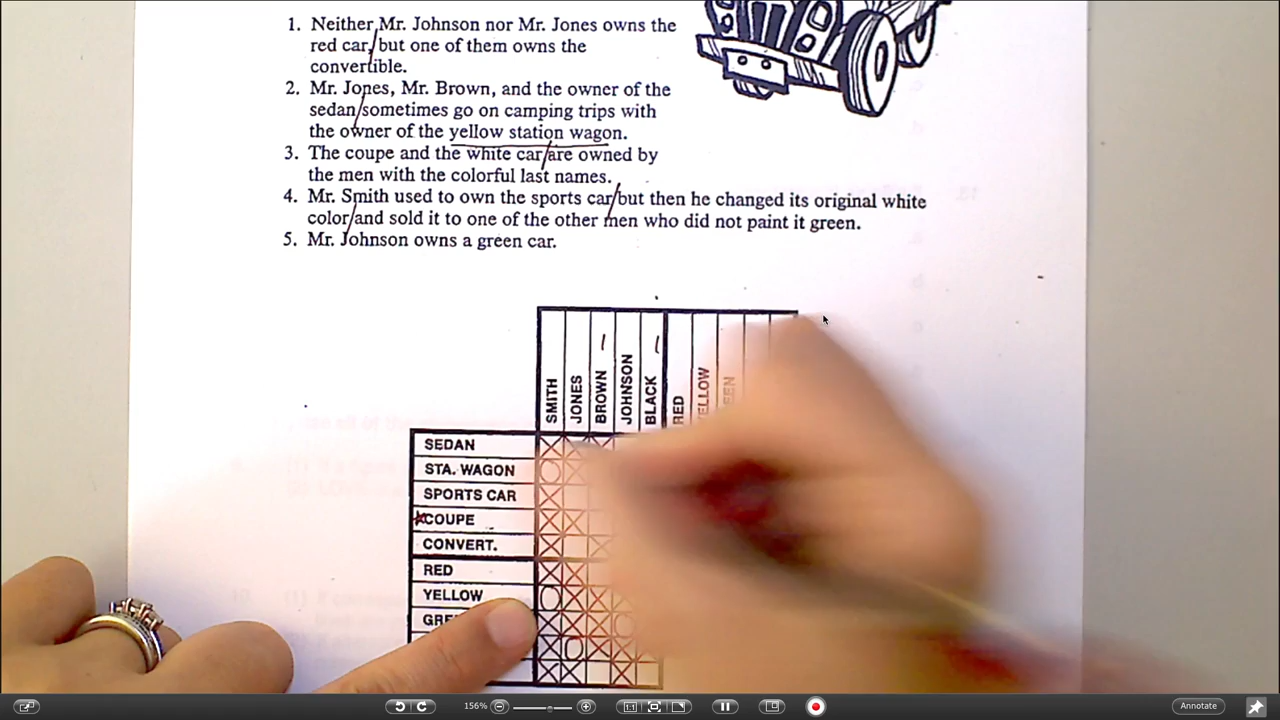 1. Neither Mr. Johnson nor Mr. Jones owns the
red car, but one of them owns the
convertible.
2. Mr. Jones, Mr. Brown, and the owner of the
sedan sometimes go on camping trips with
the owner of the yellow station wagon.
3. The coupe and the white car are owned by
the men with the colorful last names.
4. Mr. Smith used to own the sports car but then he changed its original white
color and sold it to one of the other men who did not paint it green.
5. Mr. Johnson owns a green car.
SMITH
JONES
BROWN
JOHNSON
BLACK
RED
YELLOW
SEDAN
STA. WAGON
SPORTS CAR
COUPE
CONVERT.
RED
YELLOW
156%
1:1
Annotate